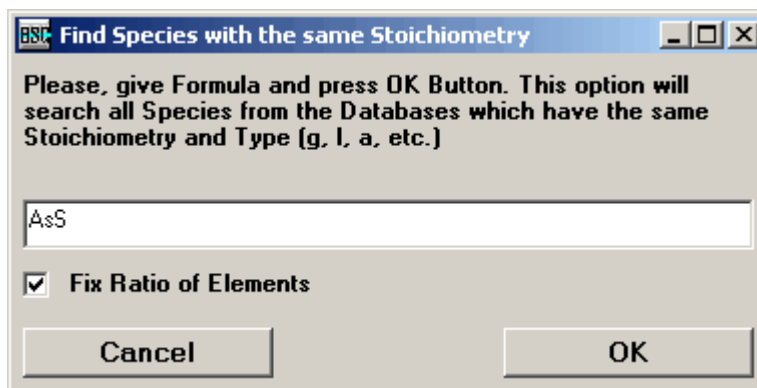 HSC Find Species with the same Stoichiometry
Please, give Formula and press OK Button. This option will
search all Species from the Databases which have the same
Stoichiometry and Type (g, l, a, etc.)
AsS
Fix Ratio of Elements
Cancel OK